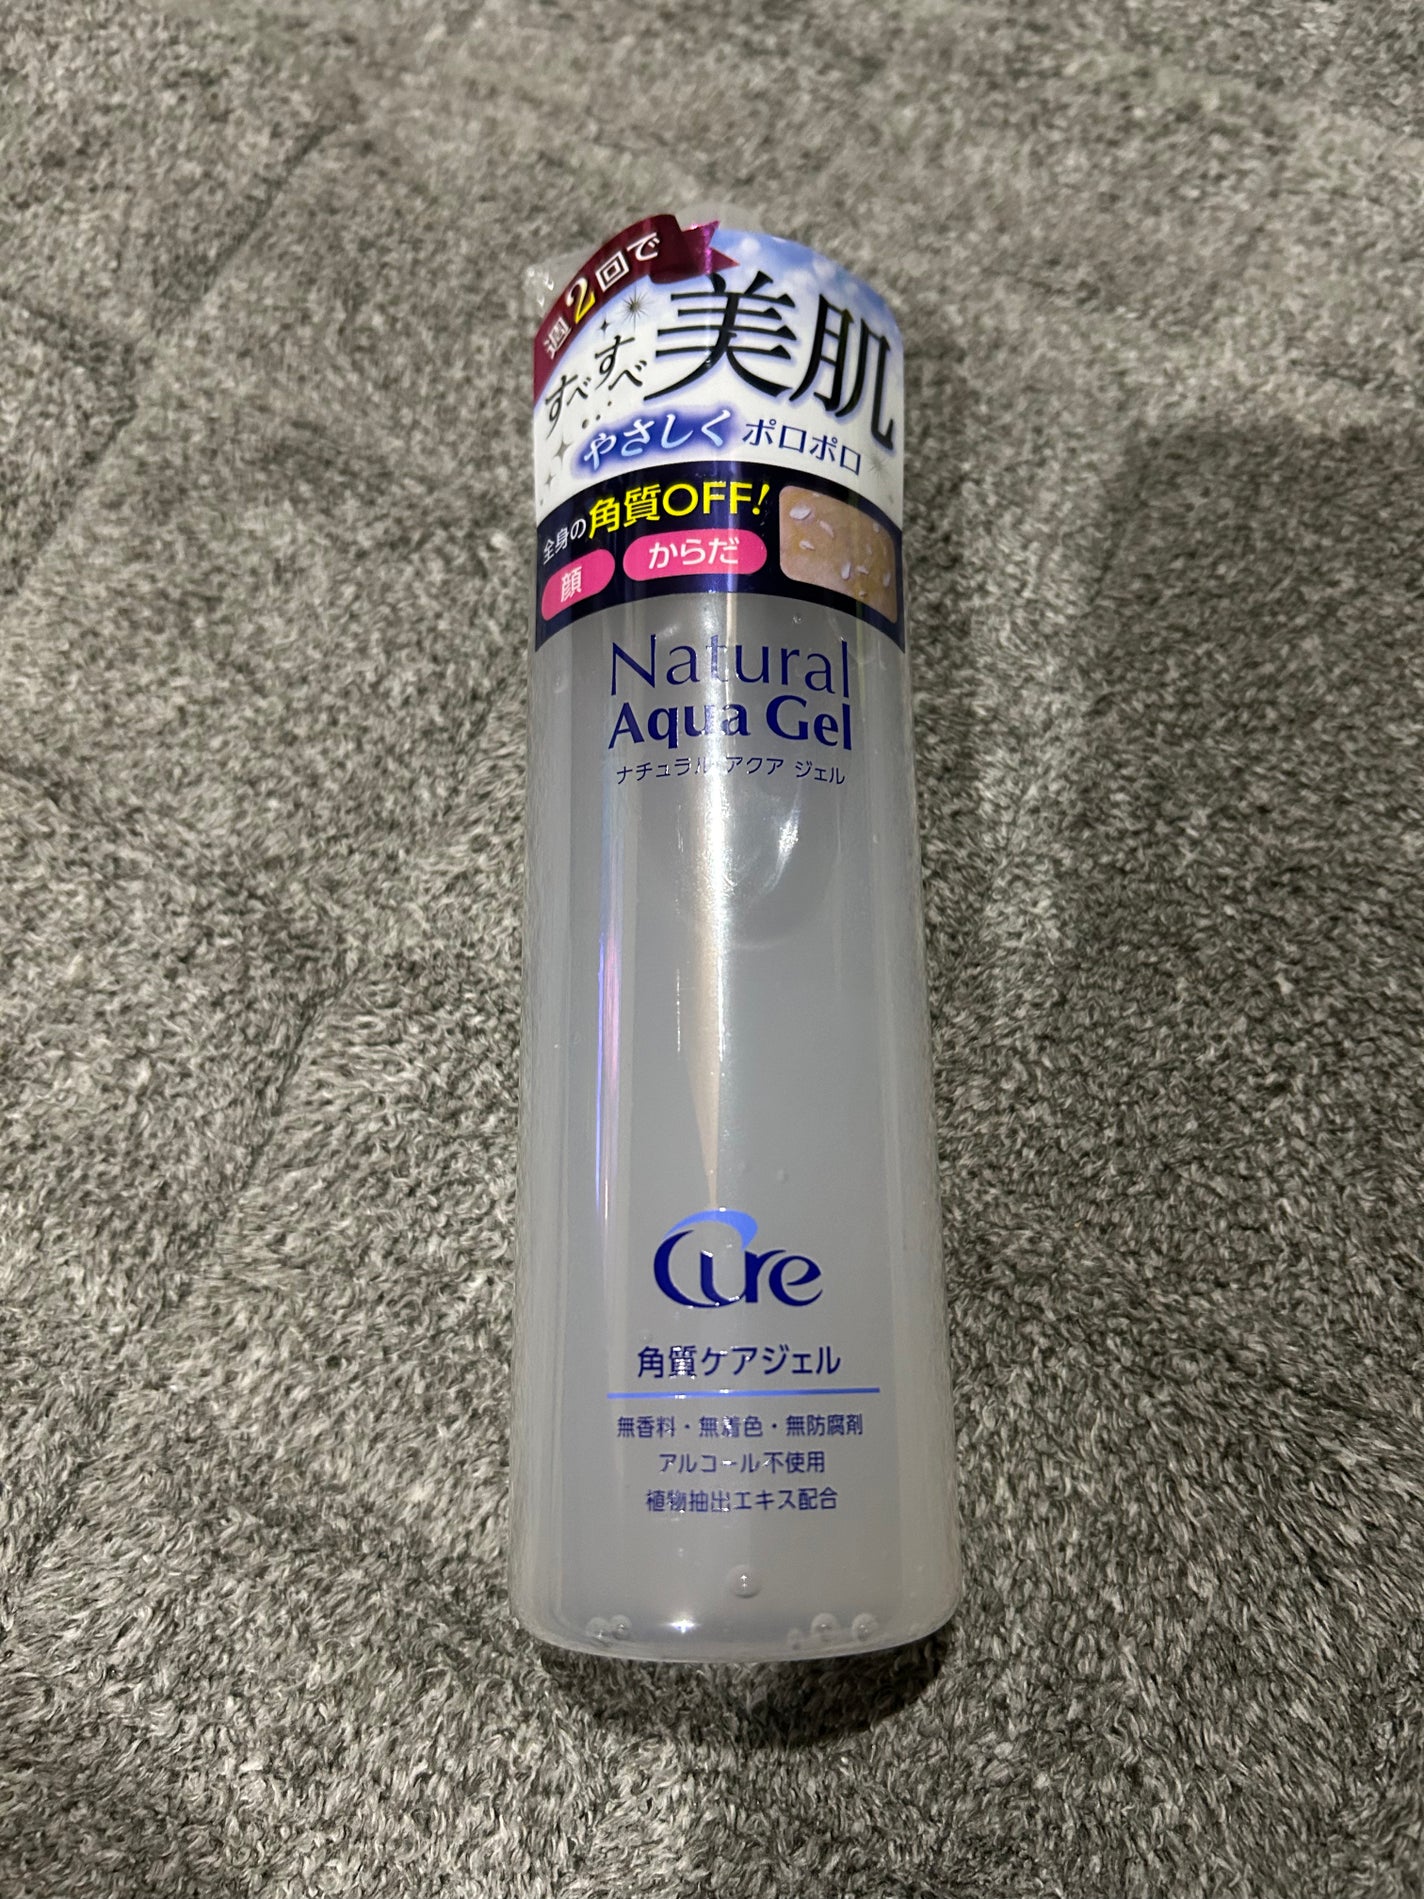 週2回で
すべすべ…
美肌
やさしく ポロポロ
全身の角質OFF!
顔 からだ
Natural
Aqua Gel
ナチュラル アクア ジェル
Cure
角質ケアジェル
無香料・無着色・無防腐剤
アルコール不使用
植物抽出エキス配合